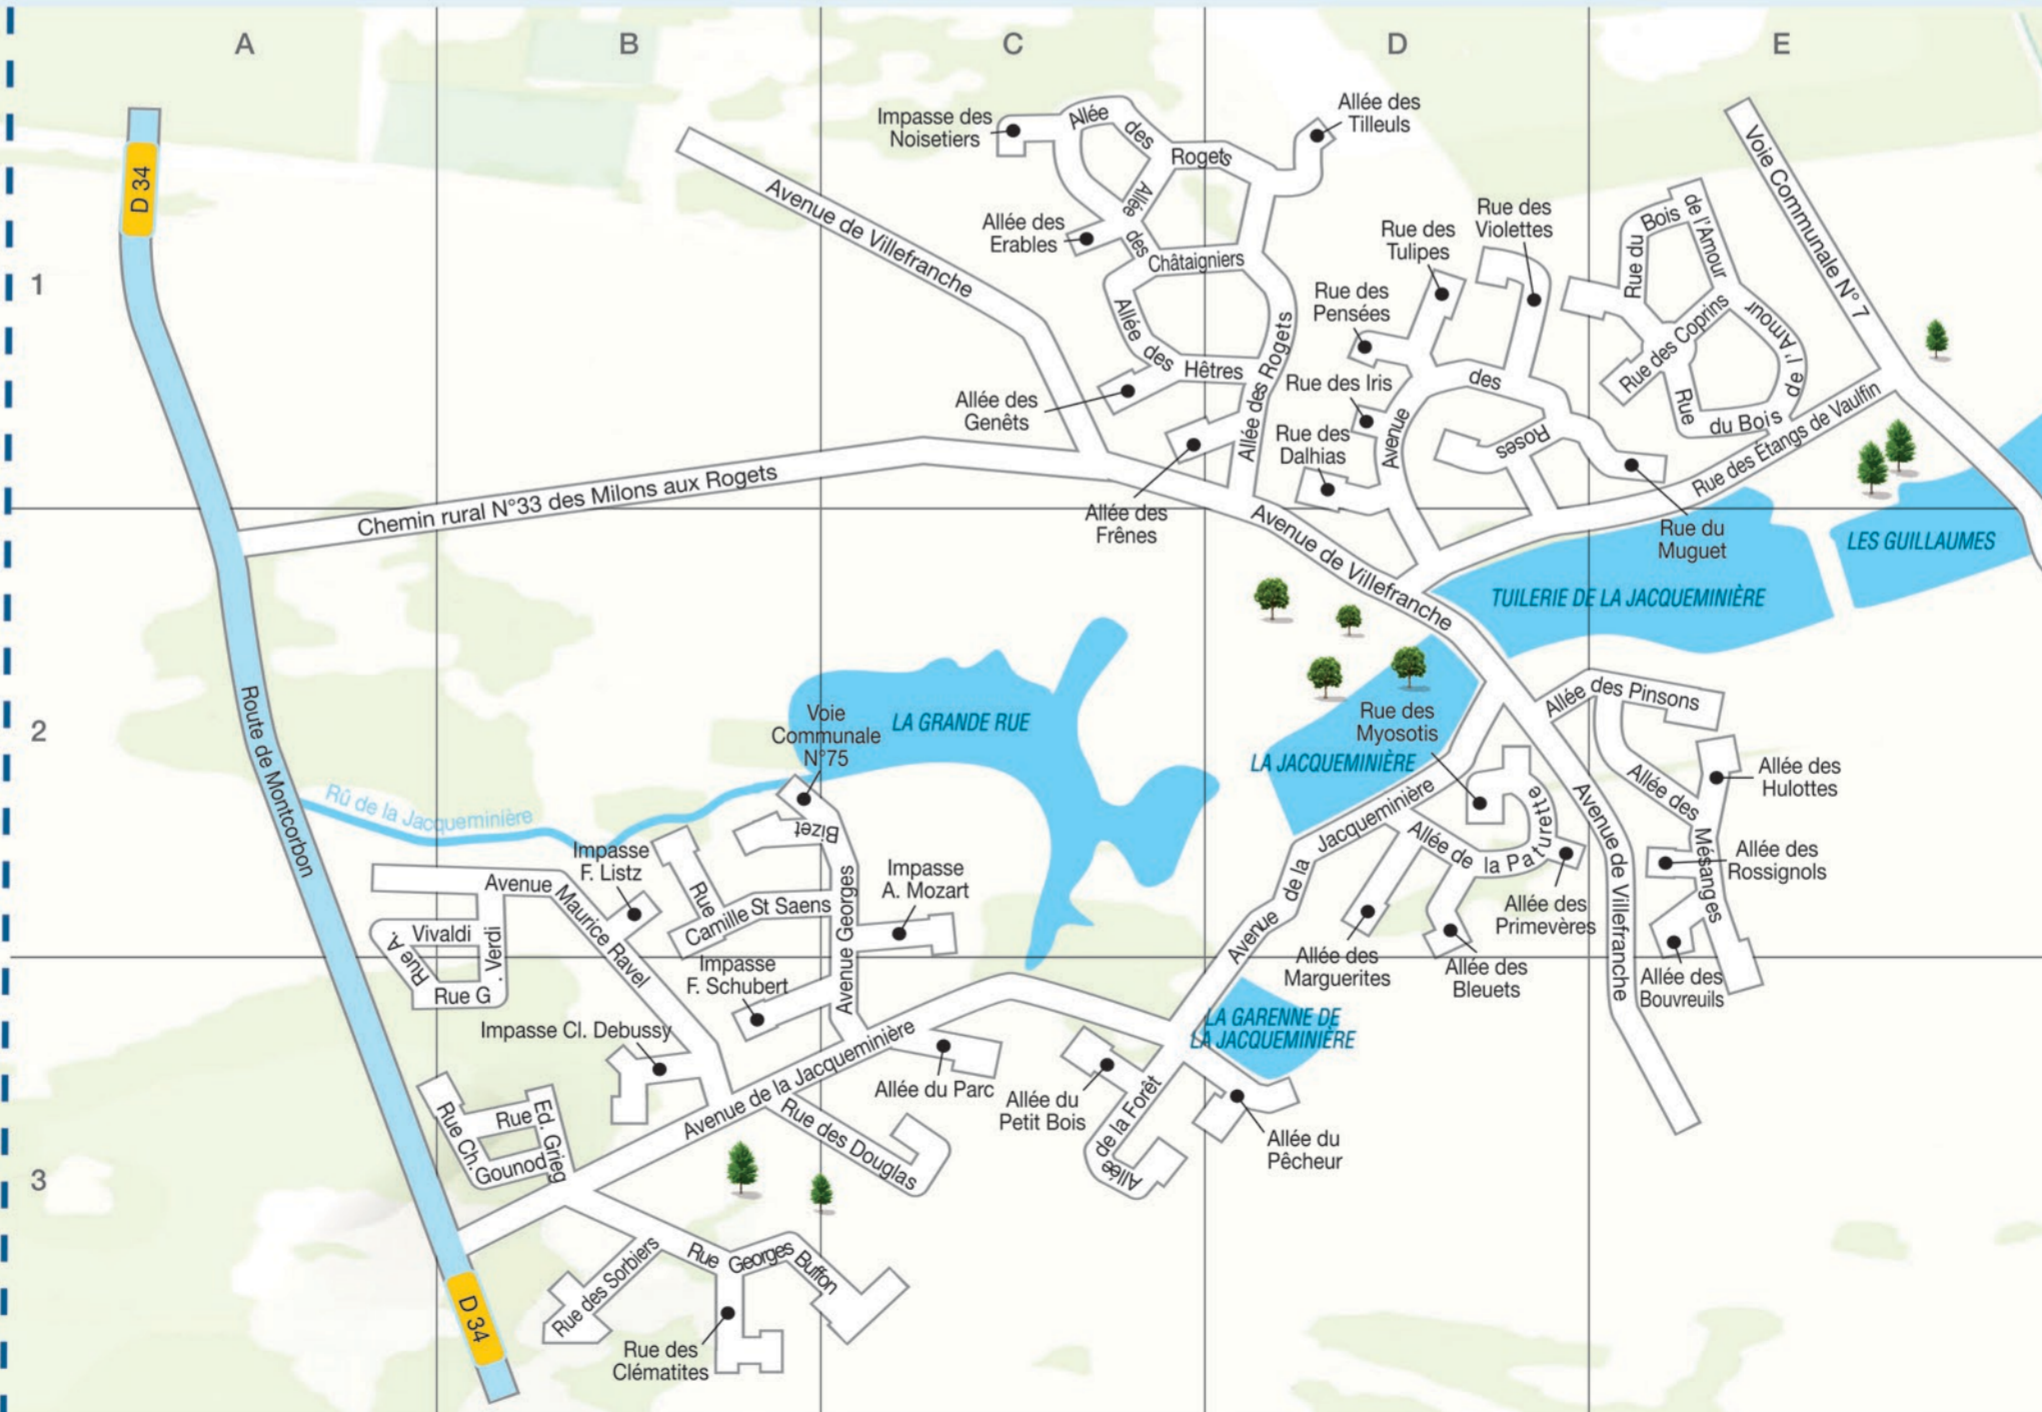 A
B
C
D
E
1
2
3
D 34
Route de Montcorbon
D 34
Chemin rural N°33 des Milons aux Rogets
Avenue de Villefranche
Impasse des
Noisetiers
Allée des Rogets
Allée des
Tilleuls
Allée des
Erables
Allée des Châtaigniers
Allée des Hêtres
Allée des
Genêts
Allée des Rogets
Allée des
Frênes
Rue des
Violettes
Rue des
Tulipes
Rue des
Pensées
Rue des Iris
Rue des
Dalhias
Avenue des Roses
Rue du
Muguet
Rue du Bois de l'Amour
Rue des Coprins
Rue du Bois de l'Amour
Voie Communale N° 7
Rue des Étangs de Vaulfin
LES GUILLAUMES
TUILERIE DE LA JACQUEMINIÈRE
Avenue de Villefranche
LA GRANDE RUE
LA JACQUEMINIÈRE
Rue des
Myosotis
Allée des Pinsons
Allée des Mésanges
Allée des
Hulottes
Allée des
Rossignols
Allée des
Bouvreuils
Avenue de Villefranche
Allée de la Paturette
Allée des
Primevères
Allée des
Marguerites
Allée des
Bleuets
Avenue de la Jacqueminière
Rû de la Jacqueminière
Voie
Communale
N°75
Avenue Georges Bizet
Impasse
F. Listz
Impasse
A. Mozart
Rue Camille St Saens
Avenue Maurice Ravel
Rue A. Vivaldi
Rue G. Verdi
Impasse
F. Schubert
Impasse Cl. Debussy
Avenue de la Jacqueminière
Allée du Parc
Rue des Douglas
Allée du
Petit Bois
Allée de la Forêt
LA GARENNE DE
LA JACQUEMINIÈRE
Allée du
Pêcheur
Rue Ch. Gounod
Rue Ed. Grieg
Rue des Sorbiers
Rue Georges Buffon
Rue des
Clématites